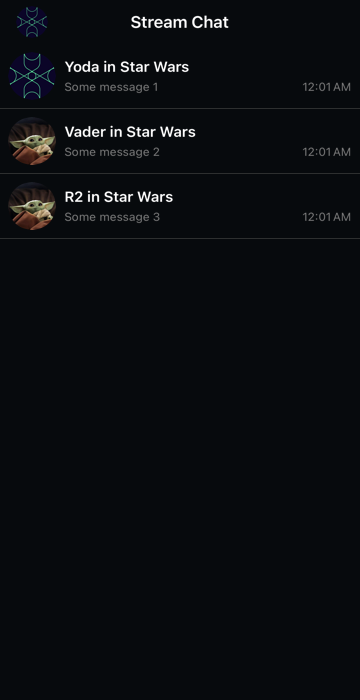 Stream Chat
Yoda in Star Wars
Some message 1 12:01 AM
Vader in Star Wars
Some message 2 12:01 AM
R2 in Star Wars
Some message 3 12:01 AM